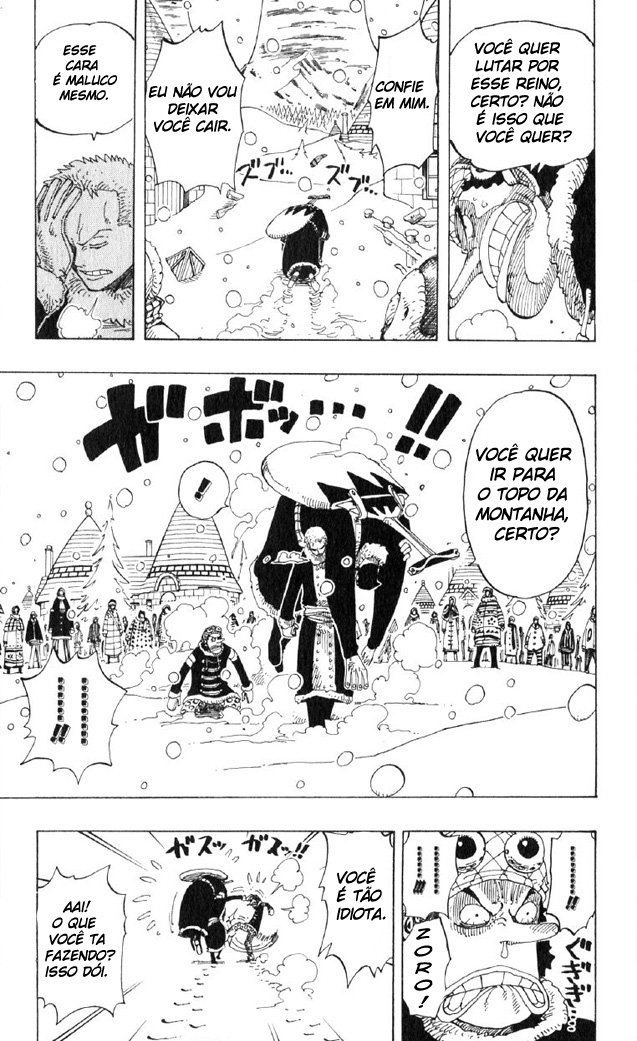 VOCÊ QUER
LUTAR POR
ESSE REINO,
CERTO? NÃO
É ISSO QUE
VOCÊ QUER?
CONFIE
EM MIM.
EU NÃO VOU
DEIXAR
VOCÊ CAIR.
ズズ...
ズブ...
ESSE
CARA
É MALUCO
MESMO.
VOCÊ QUER
IR PARA
O TOPO DA
MONTANHA,
CERTO?
ガボッ...!!
!!
.........!!
.........!!!
.........!!
ZORO!
VOCÊ
É TÃO
IDIOTA.
ガスッ ガスッ!!
AAI!
O QUE
VOCÊ TA
FAZENDO?
ISSO DÓI.